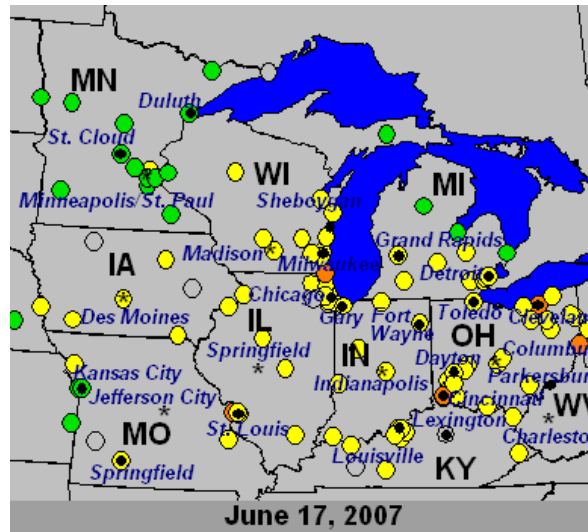 MN
Duluth
St. Cloud
WI
MI
Minneapolis/St. Paul
Sheboygan
Grand Rapids
Madison
Milwaukee
IA
Detroit
Chicago
Des Moines
Gary
Fort Wayne
Toledo
Cleveland
IL
OH
Springfield
IN
Dayton
Columbu
Kansas City
Indianapolis
Parkersbu
Jefferson City
Cincinnati
WV
MO
St. Louis
Lexington
Charleston
Springfield
Louisville
KY
June 17, 2007